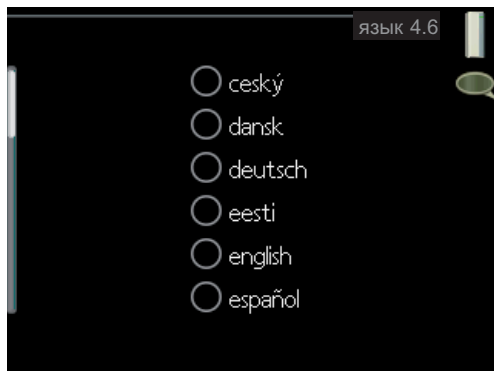 язык 4.6
ceský
dansk
deutsch
eesti
english
español